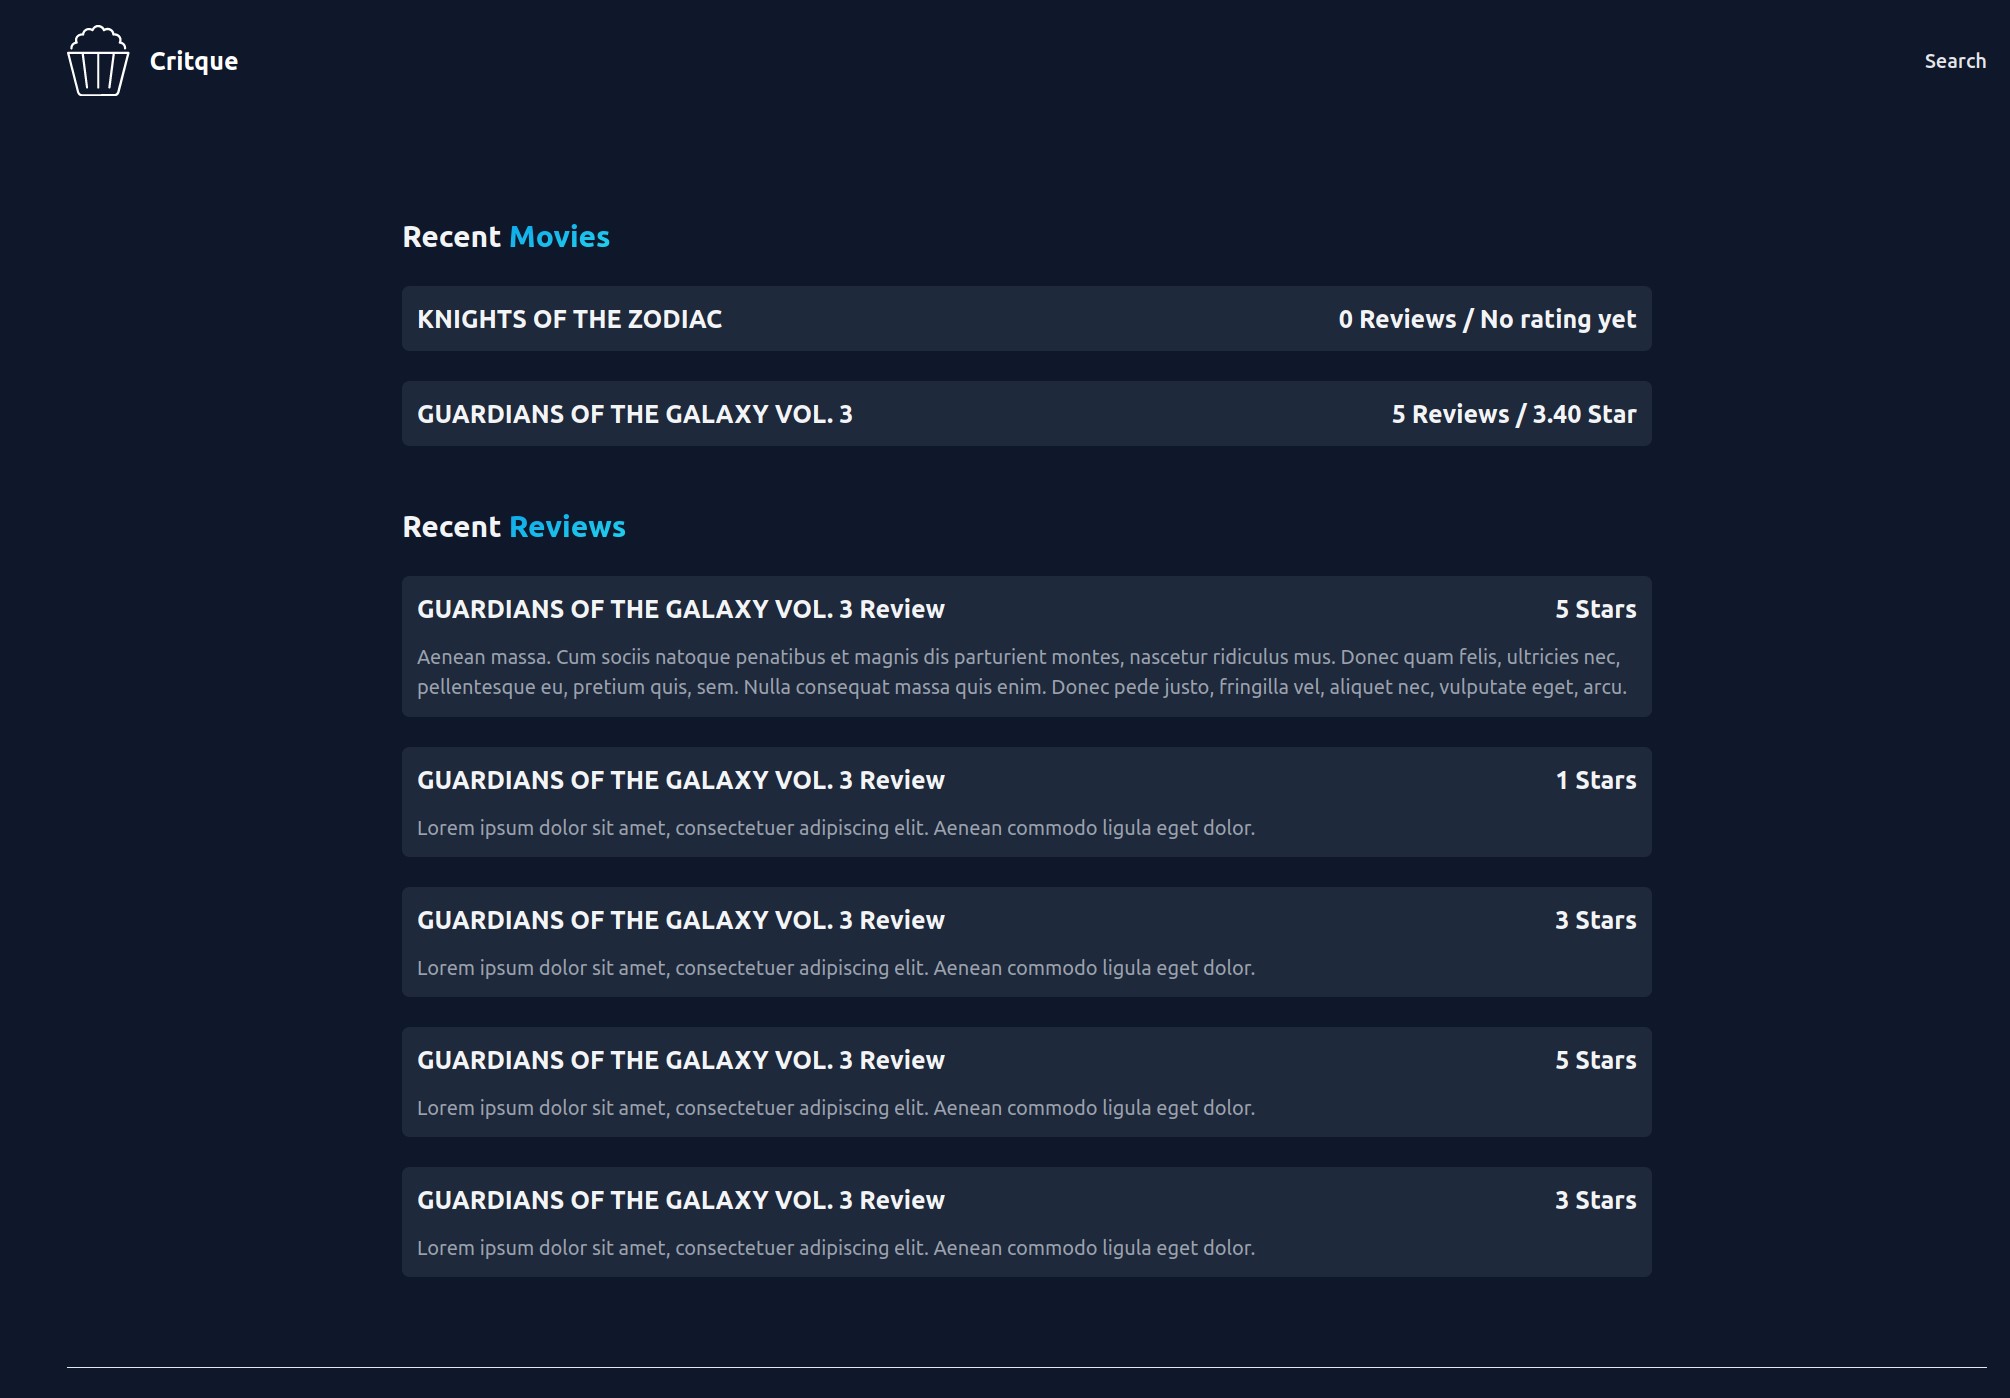 Critque
Search
Recent Movies
KNIGHTS OF THE ZODIAC
0 Reviews / No rating yet
GUARDIANS OF THE GALAXY VOL. 3
5 Reviews / 3.40 Star
Recent Reviews
GUARDIANS OF THE GALAXY VOL. 3 Review
5 Stars
Aenean massa. Cum sociis natoque penatibus et magnis dis parturient montes, nascetur ridiculus mus. Donec quam felis, ultricies nec,
pellentesque eu, pretium quis, sem. Nulla consequat massa quis enim. Donec pede justo, fringilla vel, aliquet nec, vulputate eget, arcu.
GUARDIANS OF THE GALAXY VOL. 3 Review
1 Stars
Lorem ipsum dolor sit amet, consectetuer adipiscing elit. Aenean commodo ligula eget dolor.
GUARDIANS OF THE GALAXY VOL. 3 Review
3 Stars
Lorem ipsum dolor sit amet, consectetuer adipiscing elit. Aenean commodo ligula eget dolor.
GUARDIANS OF THE GALAXY VOL. 3 Review
5 Stars
Lorem ipsum dolor sit amet, consectetuer adipiscing elit. Aenean commodo ligula eget dolor.
GUARDIANS OF THE GALAXY VOL. 3 Review
3 Stars
Lorem ipsum dolor sit amet, consectetuer adipiscing elit. Aenean commodo ligula eget dolor.